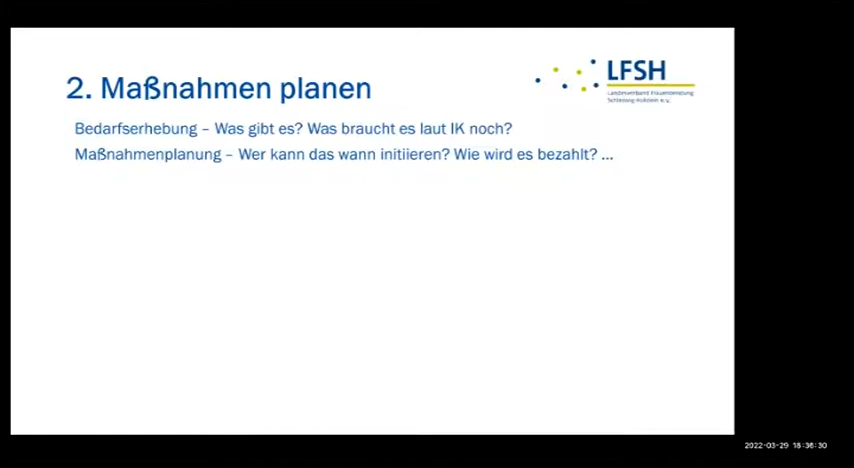 2. Maßnahmen planen
LFSH
Landesverband Frauenberatung
Schleswig-Holstein e.V.
Bedarfserhebung – Was gibt es? Was braucht es laut IK noch?
Maßnahmenplanung – Wer kann das wann initiieren? Wie wird es bezahlt? ...
2022-03-29 18:36:30